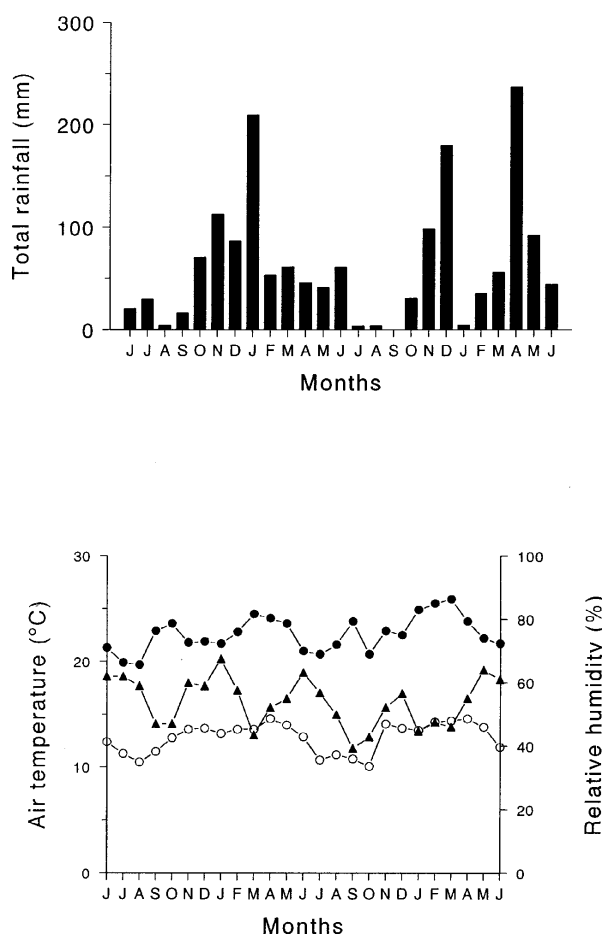 300
200
100
0
Total rainfall (mm)
J J A S O N D J F M A M J J A S O N D J F M A M J
Months
30
20
10
0
Air temperature (°C)
100
80
60
40
20
0
Relative humidity (%)
J J A S O N D J F M A M J J A S O N D J F M A M J
Months